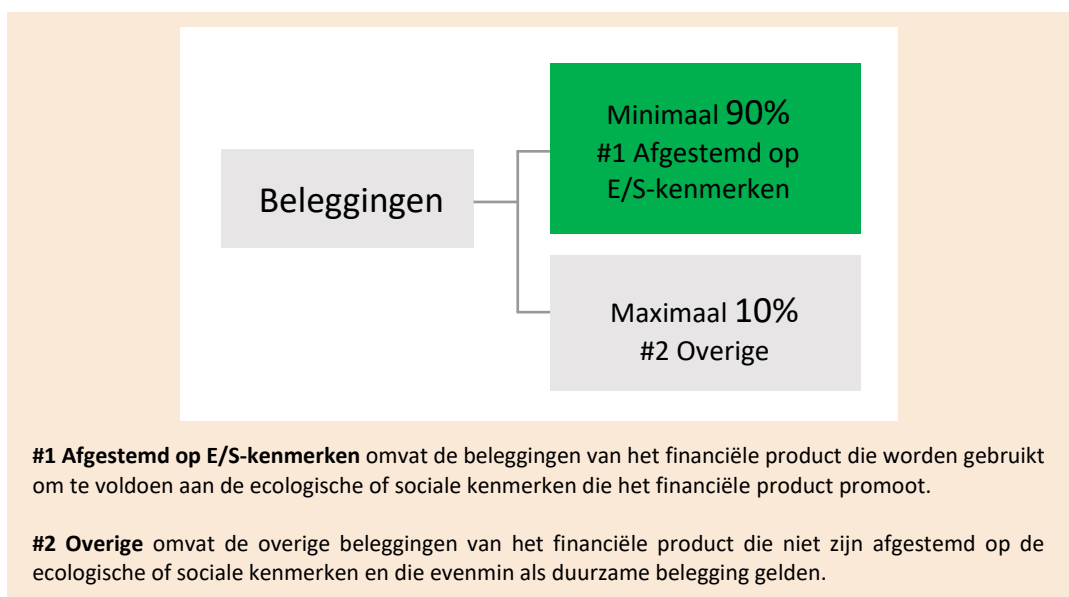 Beleggingen
Minimaal 90%
#1 Afgestemd op
E/S-kenmerken
Maximaal 10%
#2 Overige
#1 Afgestemd op E/S-kenmerken omvat de beleggingen van het financiële product die worden gebruikt
om te voldoen aan de ecologische of sociale kenmerken die het financiële product promoot.
#2 Overige omvat de overige beleggingen van het financiële product die niet zijn afgestemd op de
ecologische of sociale kenmerken en die evenmin als duurzame belegging gelden.